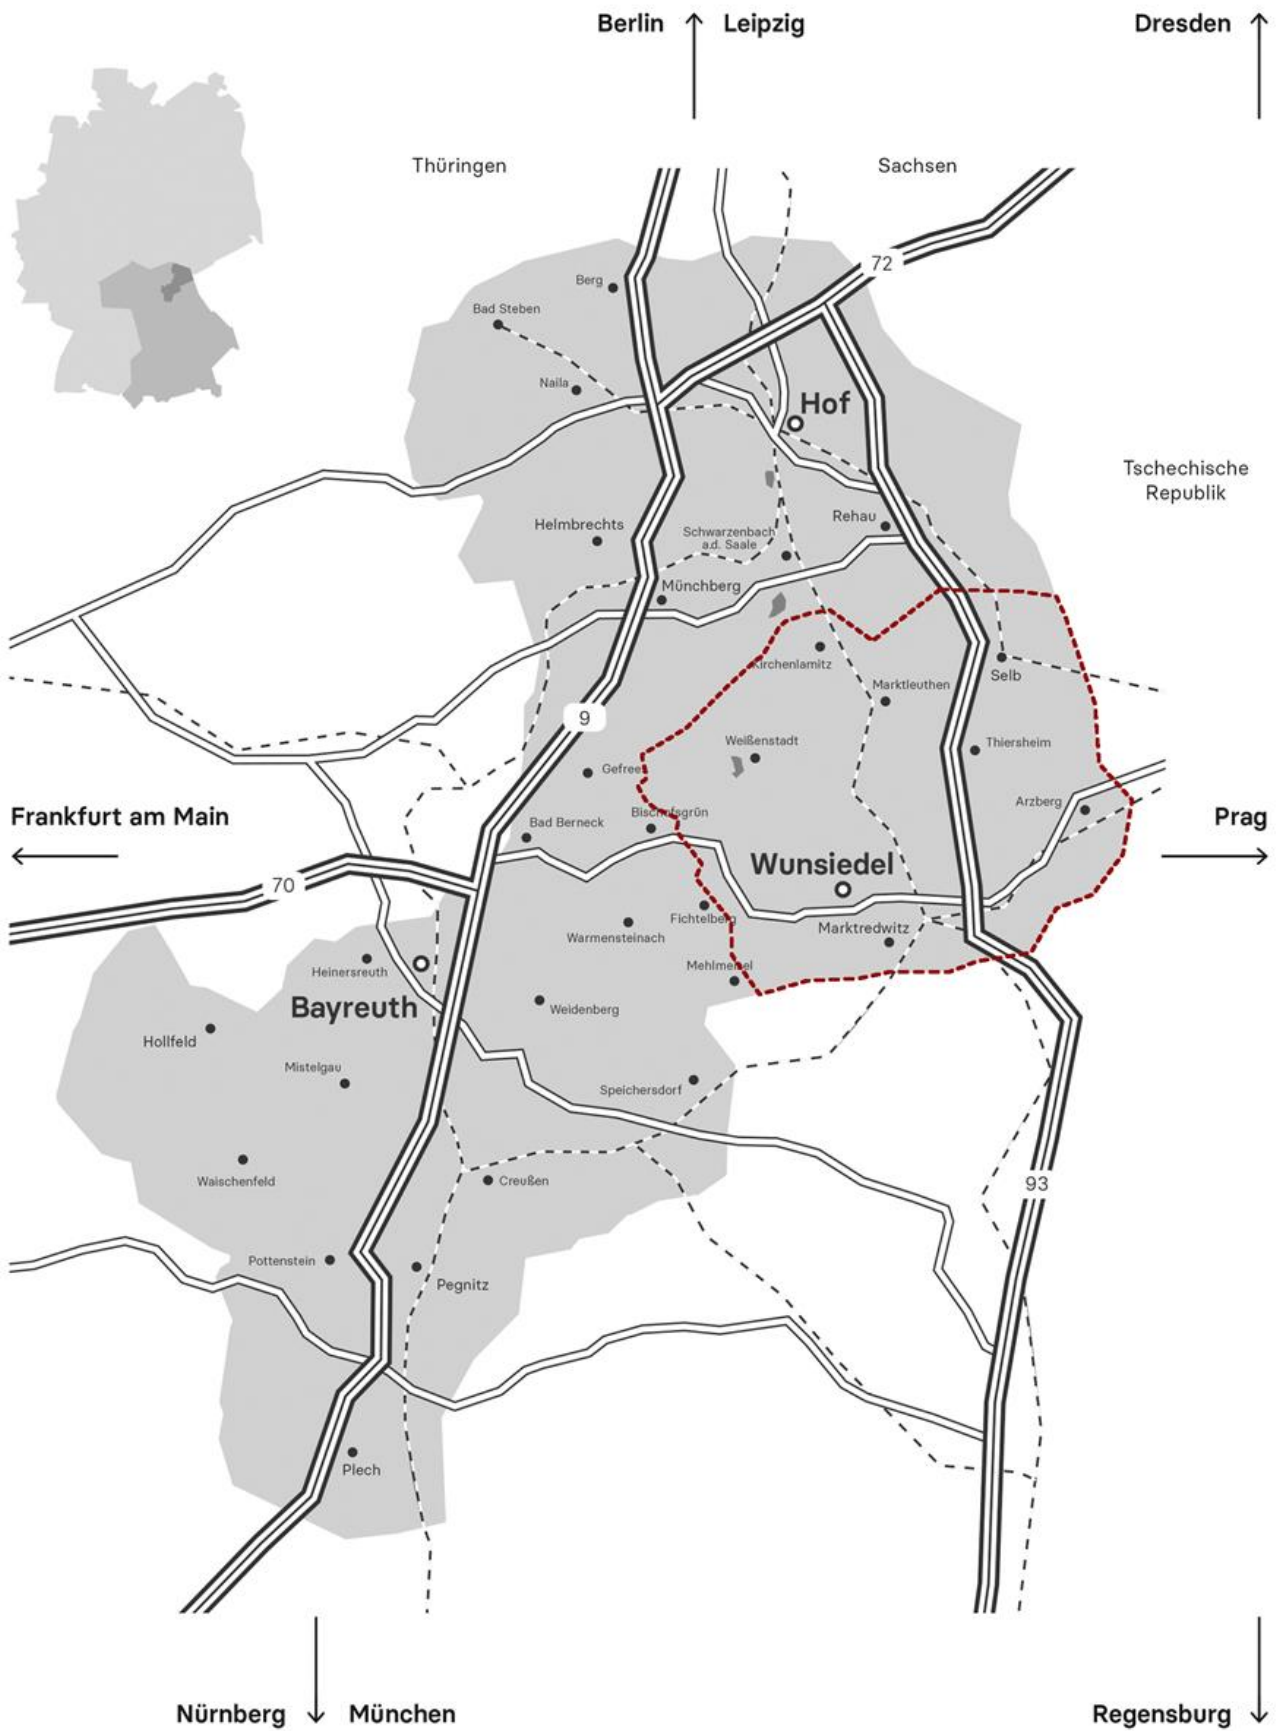 Berlin
Leipzig
Dresden
Thüringen
Sachsen
72
Berg
Bad Steben
Naila
Hof
Tschechische
Republik
Helmbrechts
Schwarzenbach
a.d. Saale
Rehau
Münchberg
Kirchenlamitz
Selb
Marktleuthen
9
Weißenstadt
Thiersheim
Gefrees
Arzberg
Frankfurt am Main
Bad Berneck
Bischofsgrün
Prag
Wunsiedel
70
Fichtelberg
Marktredwitz
Warmensteinach
Heinersreuth
Mehlmeisel
Bayreuth
Weidenberg
Hollfeld
Mistelgau
Speichersdorf
Waischenfeld
Creußen
93
Pottenstein
Pegnitz
Plech
Nürnberg
München
Regensburg